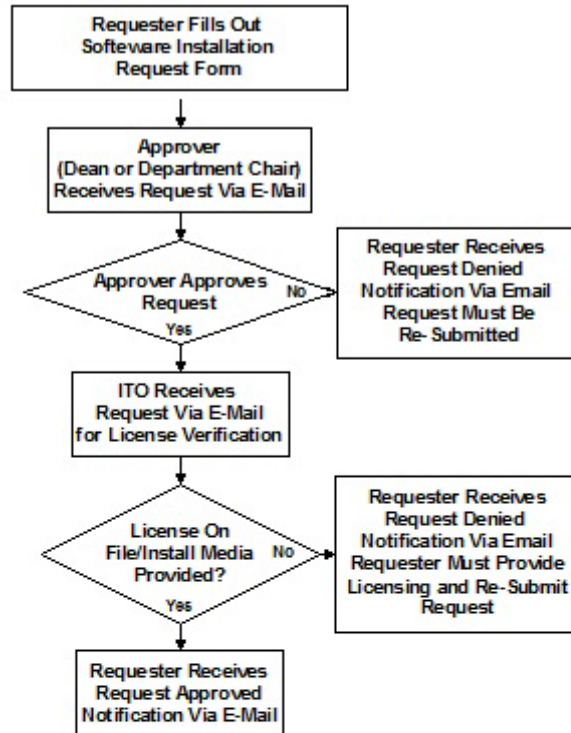 Requester Fills Out
Softeware Installation
Request Form
Approver
(Dean or Department Chair)
Receives Request Via E-Mail
Approver Approves
Request
No
Yes
Requester Receives
Request Denied
Notification Via Email
Request Must Be
Re-Submitted
ITO Receives
Request Via E-Mail
for License Verification
License On
File/Install Media
Provided?
No
Yes
Requester Receives
Request Denied
Notification Via Email
Requester Must Provide
Licensing and Re-Submit
Request
Requester Receives
Request Approved
Notification Via E-Mail